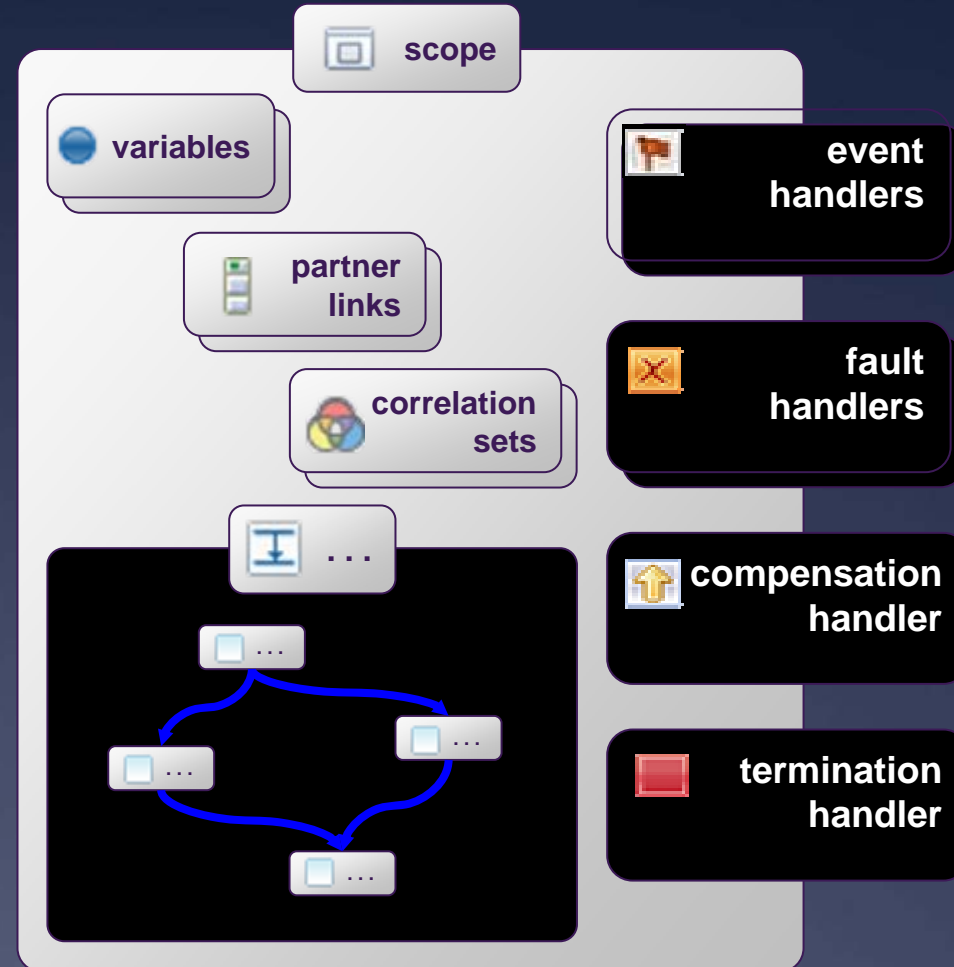 scope
variables
partner
links
correlation
sets
. . .
. . .
. . .
. . .
. . .
event
handlers
fault
handlers
compensation
handler
termination
handler